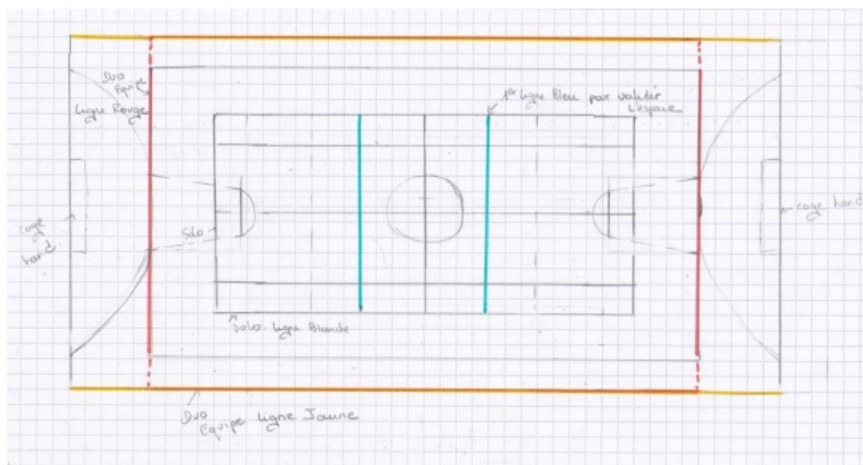 Duo
Equipe
ligne Rouge
1er ligne Bleu pour valider
L'espace
cage
hand
cage hand
Solo
Solo. ligne Blanche
Duo
Equipe ligne Jaune